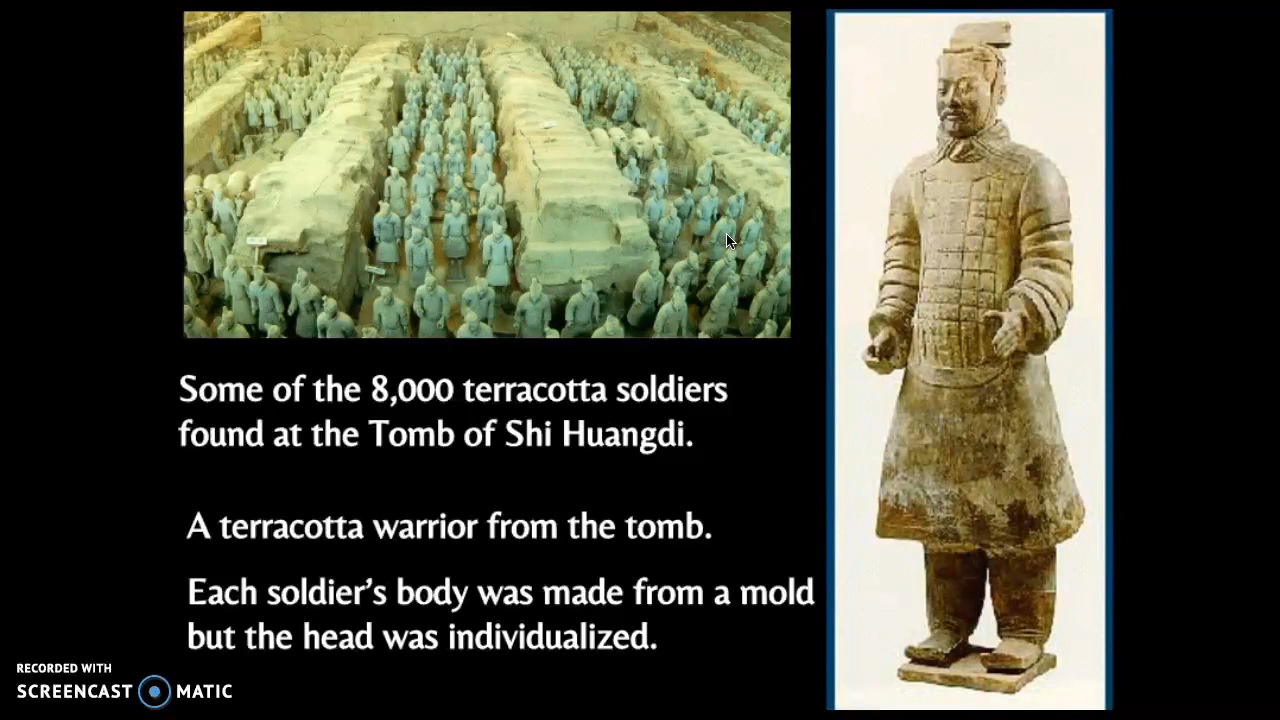 Some of the 8,000 terracotta soldiers
found at the Tomb of Shi Huangdi.
A terracotta warrior from the tomb.
Each soldier’s body was made from a mold
but the head was individualized.
RECORDED WITH
SCREENCAST MATIC